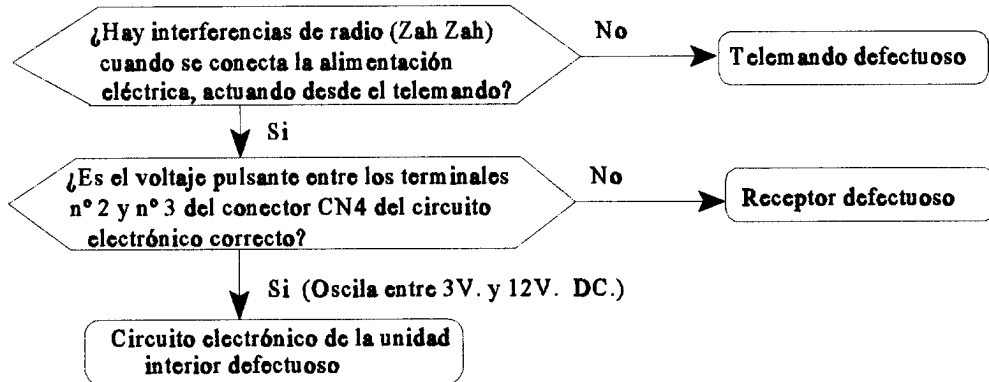 ¿Hay interferencias de radio (Zah Zah)
cuando se conecta la alimentación
eléctrica, actuando desde el telemando?
No
Telemando defectuoso
Si
¿Es el voltaje pulsante entre los terminales
nº 2 y nº 3 del conector CN4 del circuito
electrónico correcto?
No
Receptor defectuoso
Si (Oscila entre 3V. y 12V. DC.)
Circuito electrónico de la unidad
interior defectuoso